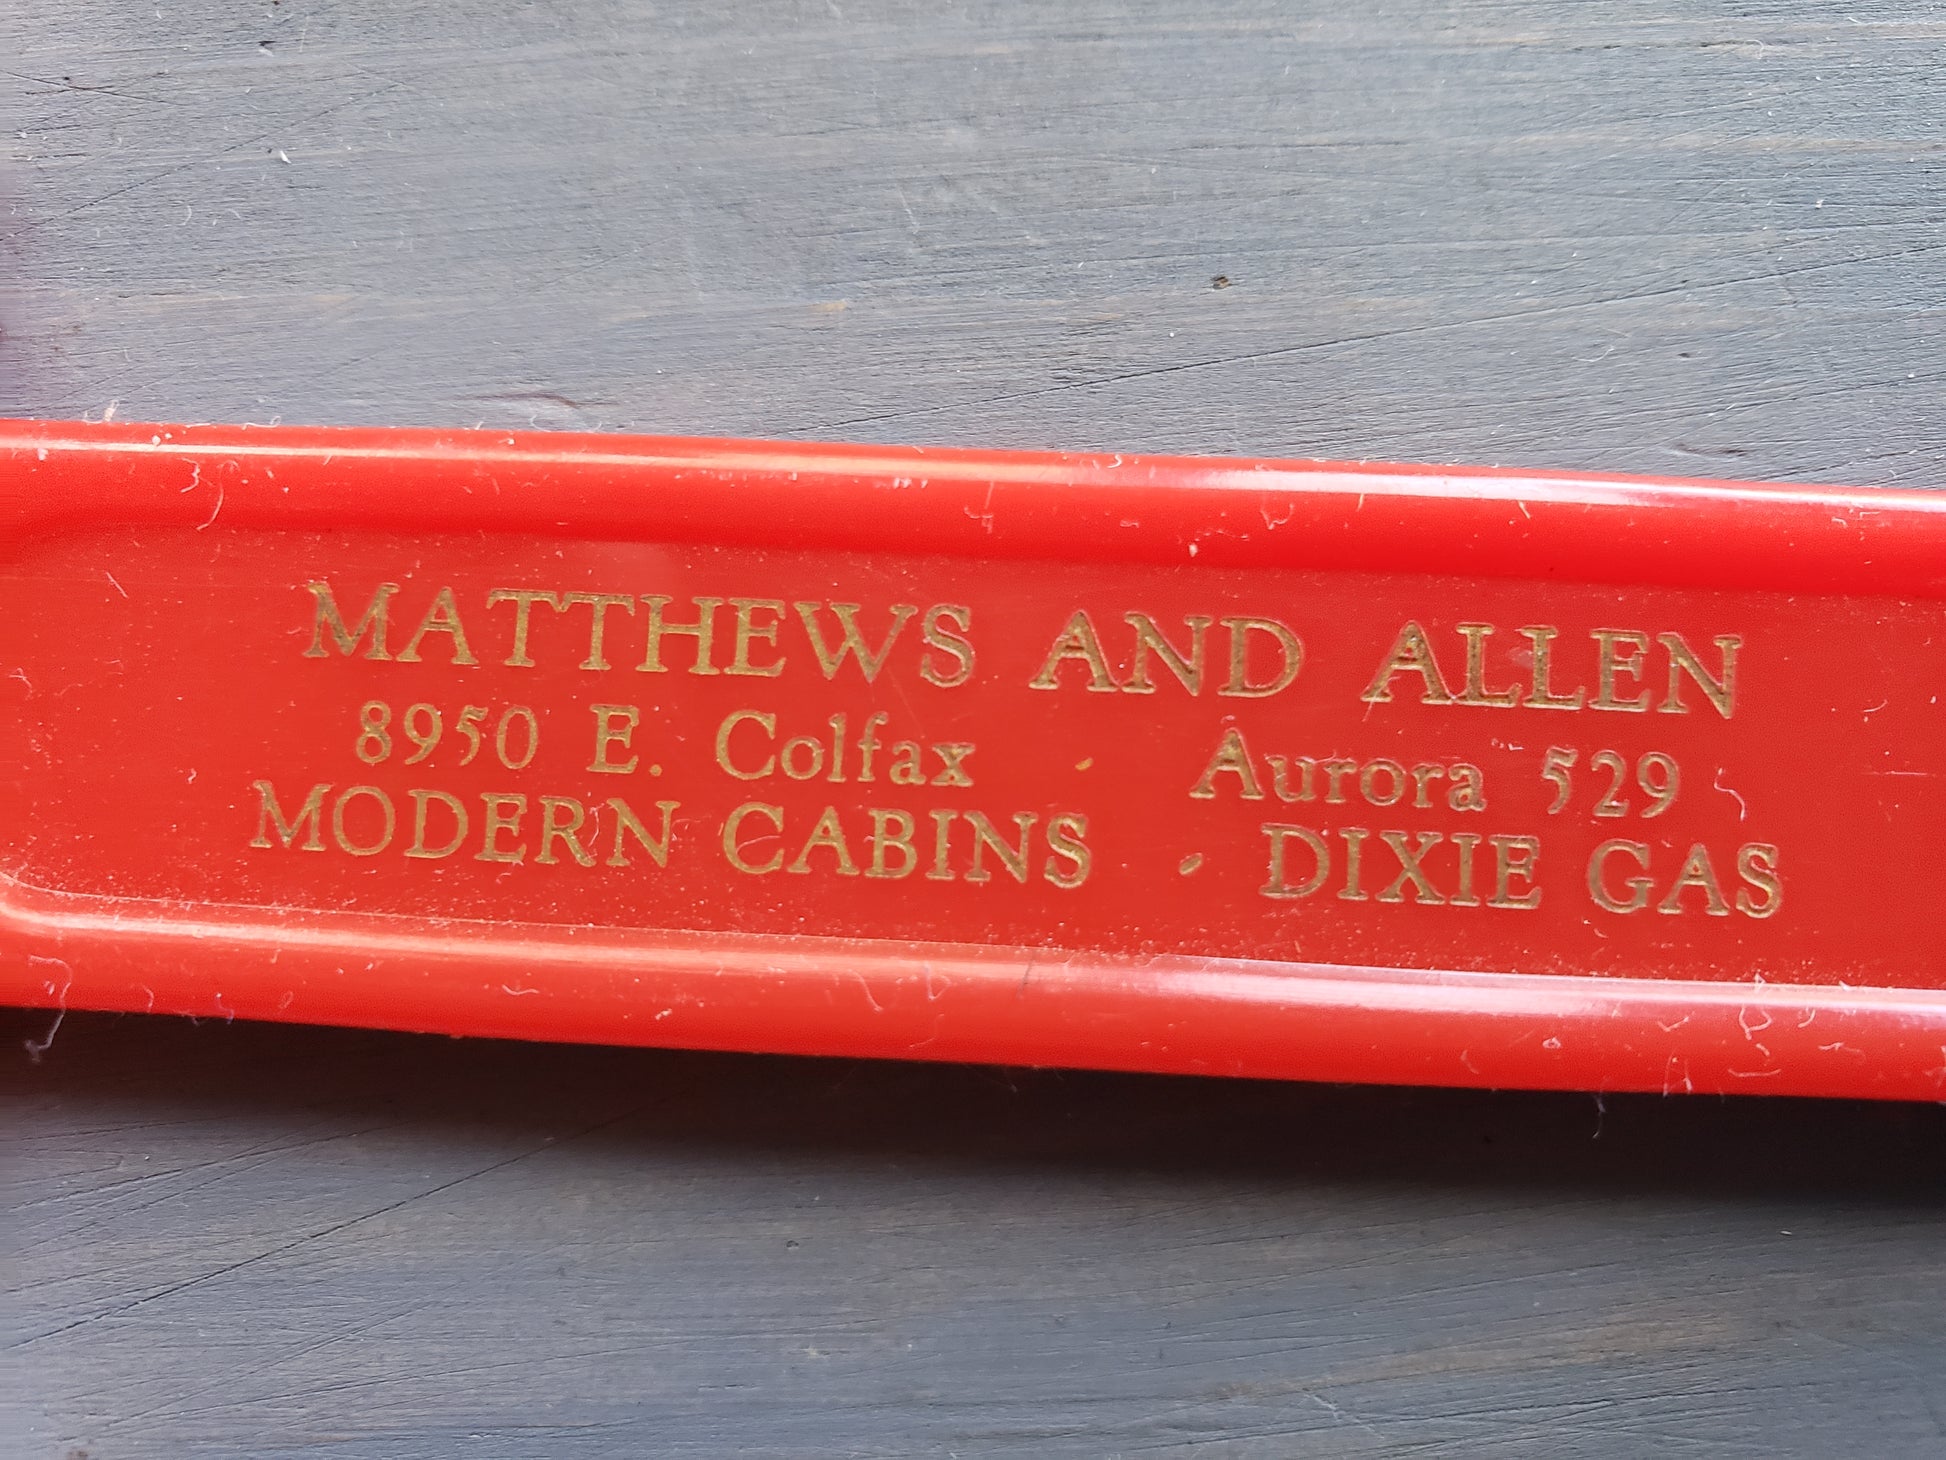 MATTHEWS AND ALLEN
8950 E. Colfax · Aurora 529
MODERN CABINS · DIXIE GAS